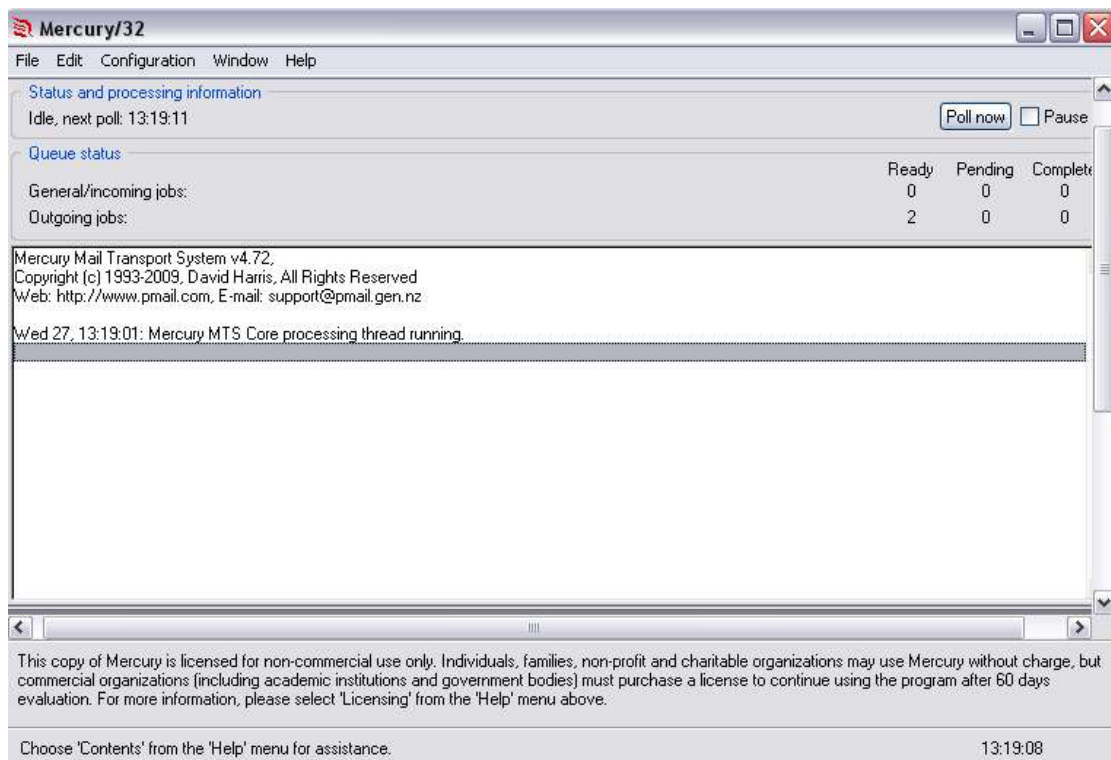 Mercury/32
File Edit Configuration Window Help
Status and processing information
Idle, next poll: 13:19:11
Poll now Pause
Queue status
Ready Pending Complete
General/incoming jobs: 0 0 0
Outgoing jobs: 2 0 0
Mercury Mail Transport System v4.72,
Copyright (c) 1993-2009, David Harris, All Rights Reserved
Web: http://www.pmail.com, E-mail: support@pmail.gen.nz
Wed 27, 13:19:01: Mercury MTS Core processing thread running.
This copy of Mercury is licensed for non-commercial use only. Individuals, families, non-profit and charitable organizations may use Mercury without charge, but
commercial organizations (including academic institutions and government bodies) must purchase a license to continue using the program after 60 days
evaluation. For more information, please select 'Licensing' from the 'Help' menu above.
Choose 'Contents' from the 'Help' menu for assistance. 13:19:08